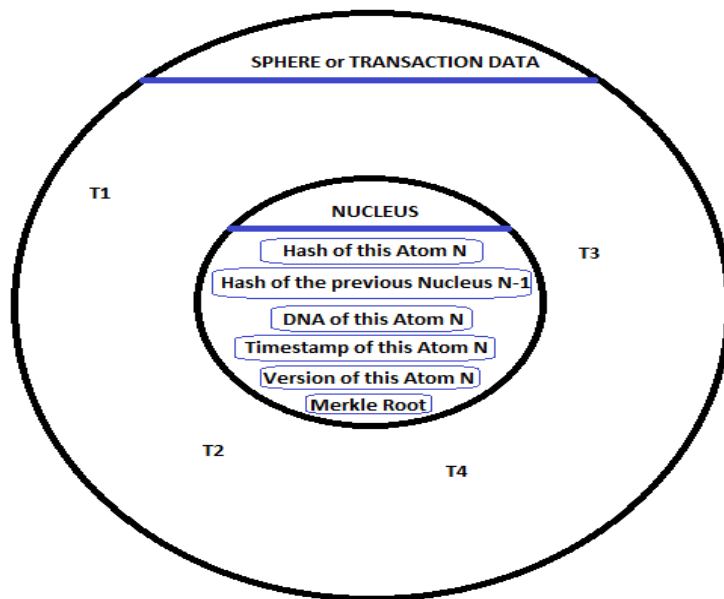 SPHERE or TRANSACTION DATA
T1
NUCLEUS
Hash of this Atom N
T3
Hash of the previous Nucleus N-1
DNA of this Atom N
Timestamp of this Atom N
Version of this Atom N
Merkle Root
T2
T4